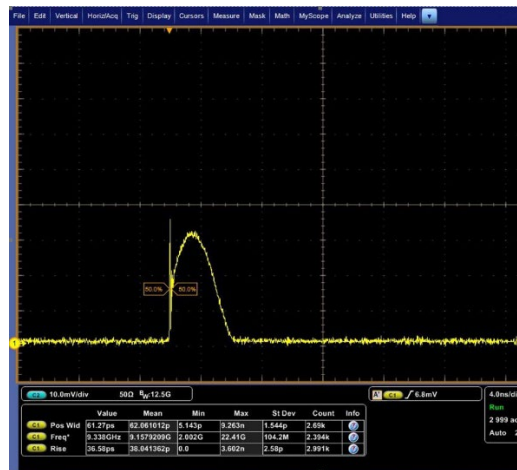 File Edit Vertical Horiz/Acq Trig Display Cursors Measure Mask Math MyScope Analyze Utilities Help
50.0% 50.0%
1
C2 10.0mV/div 50Ω BW:12.5G
A' C1 / 6.8mV
4.0ns/di
Run
2 999 ac
Auto 2
Value Mean Min Max St Dev Count Info
C1 Pos Wid 61.27ps 62.061012p 5.143p 9.263n 1.544p 2.69k
C1 Freq* 9.338GHz 9.1579209G 2.002G 22.41G 104.2M 2.394k
C1 Rise 36.58ps 38.041362p 0.0 3.602n 2.58p 2.991k